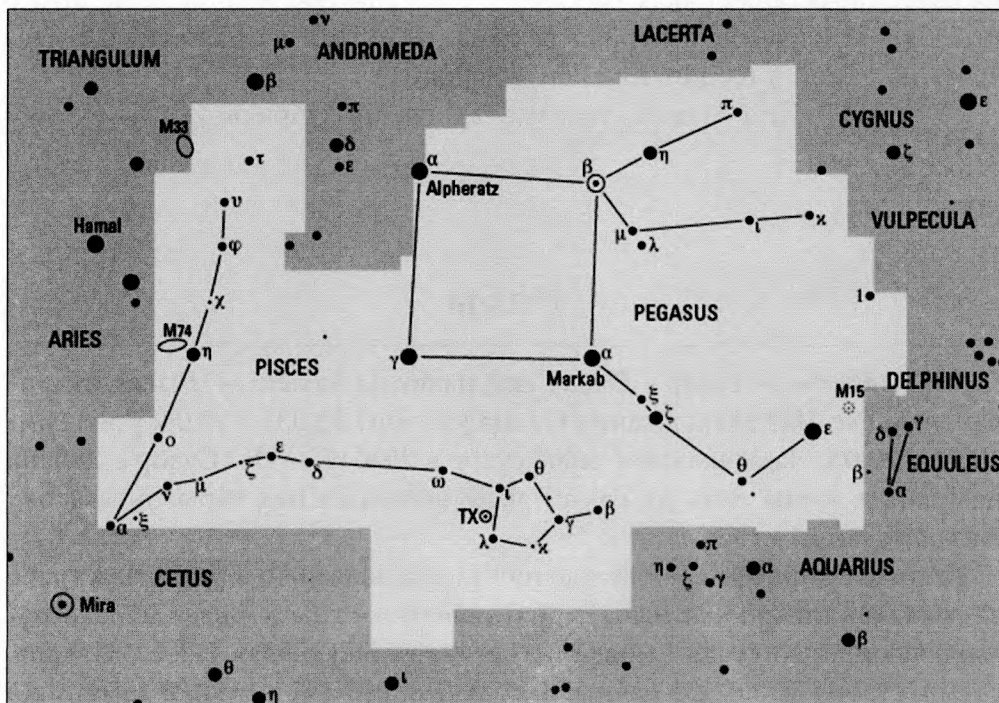 ν
μ
ANDROMEDA
LACERTA
TRIANGULUM
β
π
π
ε
CYGNUS
M33
δ
η
ζ
τ
ε
α
β
Alpheratz
υ
Hamal
φ
μ
λ
ι
κ
VULPECULA
χ
1
PEGASUS
ARIES
M74
η
PISCES
γ
α
Markab
DELPHINUS
M15
ξ
ζ
ε
δ
γ
EQUULEUS
ο
ε
ζ
δ
ω
θ
θ
β
α
ν
μ
TX
γ
β
α
ξ
λ
κ
π
CETUS
η
ζ
γ
α
AQUARIUS
Mira
β
θ
ι
η